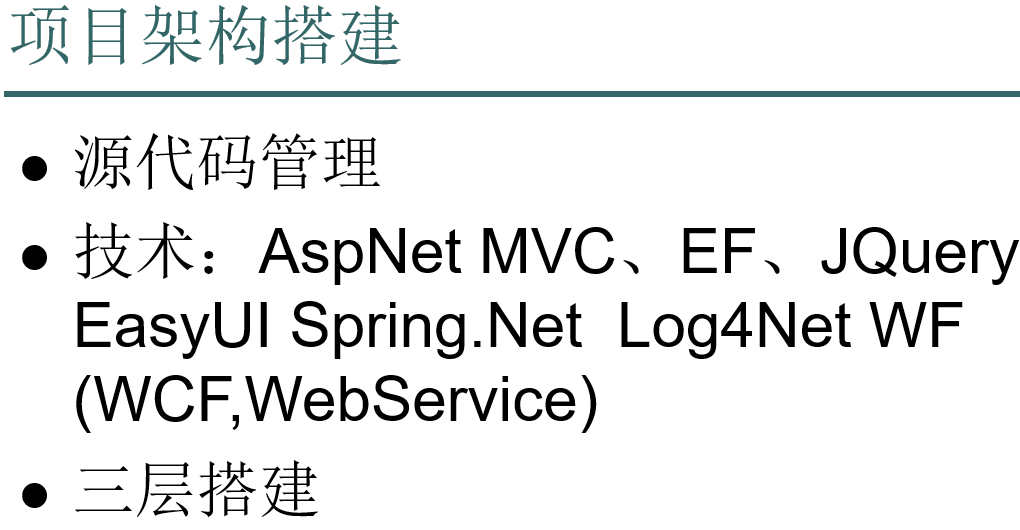 项目架构搭建
源代码管理
技术：AspNet MVC、EF、JQuery
EasyUI Spring.Net  Log4Net WF
(WCF,WebService)
三层搭建